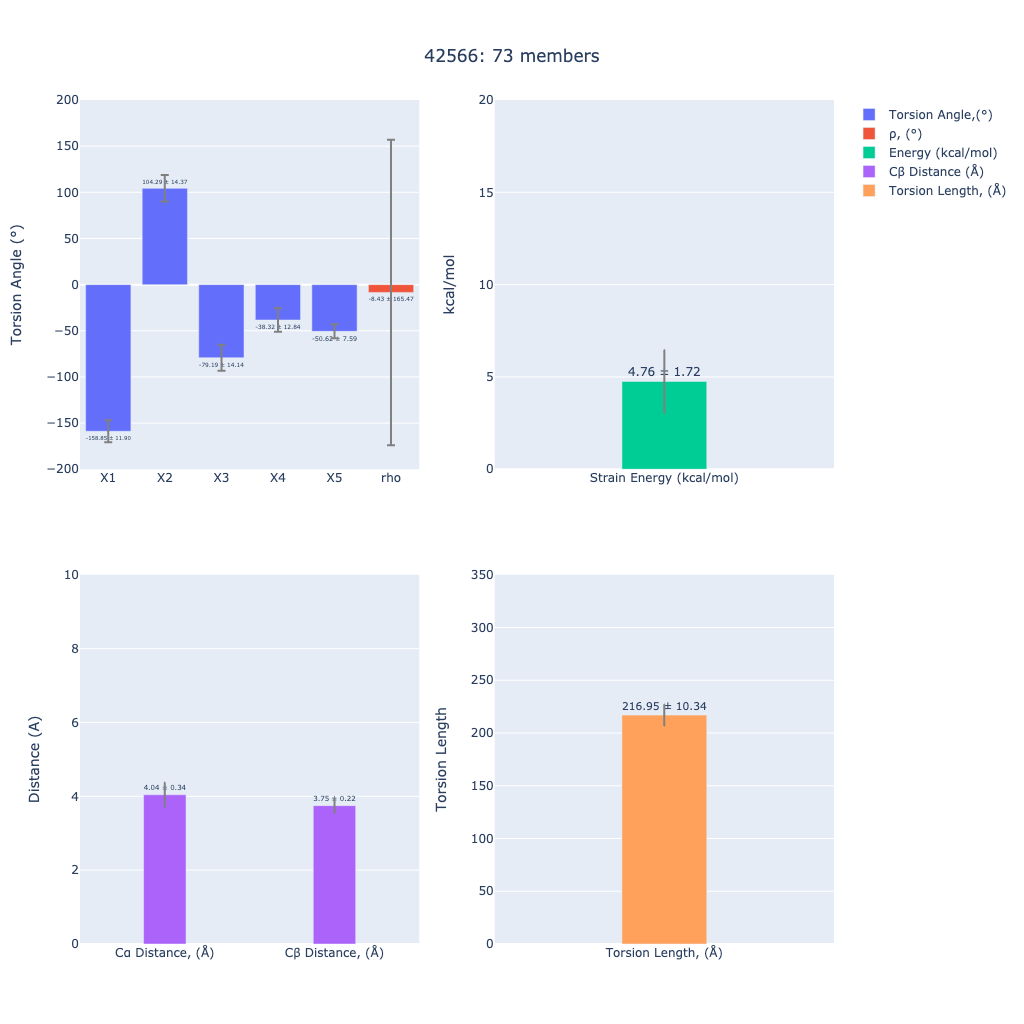 42566: 73 members
Torsion Angle (°)
200
150
100
50
0
−50
−100
−150
−200
104.29 ± 14.37
-8.43 ± 165.47
-38.32 ± 12.84
-50.62 ± 7.59
-79.19 ± 14.14
-158.85 ± 11.90
X1 X2 X3 X4 X5 rho
kcal/mol
20
15
10
5
0
4.76 ± 1.72
Strain Energy (kcal/mol)
Torsion Angle,(°)
ρ, (°)
Energy (kcal/mol)
Cβ Distance (Å)
Torsion Length, (Å)
Distance (A)
10
8
6
4
2
0
4.04 ± 0.34
3.75 ± 0.22
Cα Distance, (Å) Cβ Distance, (Å)
Torsion Length
350
300
250
200
150
100
50
0
216.95 ± 10.34
Torsion Length, (Å)